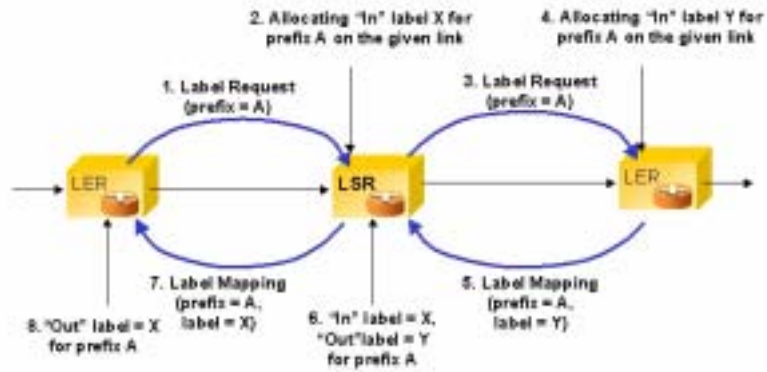 2. Allocating "In" label X for
prefix A on the given link
4. Allocating "In" label Y for
prefix A on the given link
1. Label Request
(prefix = A)
3. Label Request
(prefix = A)
LER
LSR
LER
7. Label Mapping
(prefix = A,
label = X)
5. Label Mapping
(prefix = A,
label = Y)
8. "Out" label = X
for prefix A
6. "In" label = X,
"Out"label = Y
for prefix A